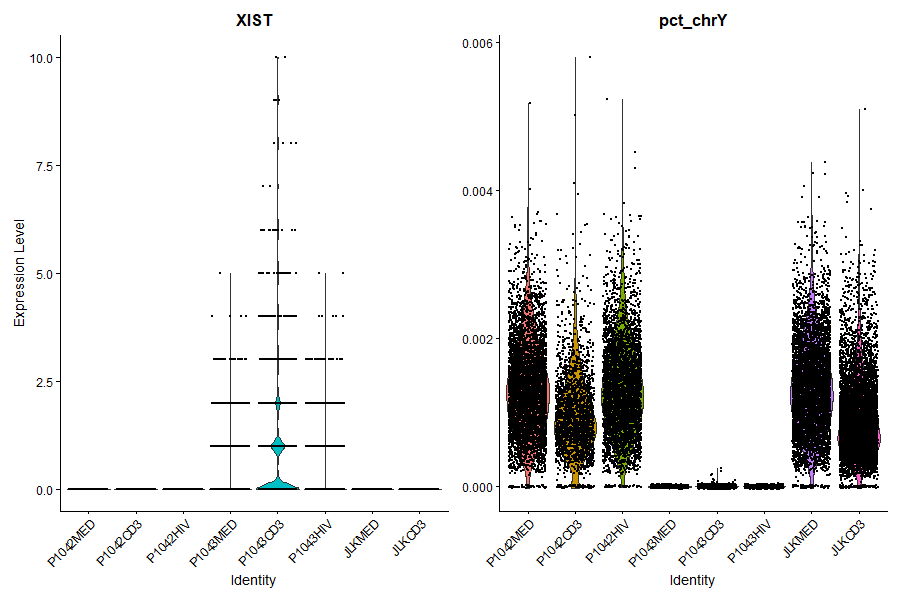 XIST
Expression Level
10.0
7.5
5.0
2.5
0.0
P1042MED
P1042CD3
P1042HIV
P1043MED
P1043CD3
P1043HIV
JLKMED
JLKCD3
Identity
pct_chrY
0.006
0.004
0.002
0.000
P1042MED
P1042CD3
P1042HIV
P1043MED
P1043CD3
P1043HIV
JLKMED
JLKCD3
Identity